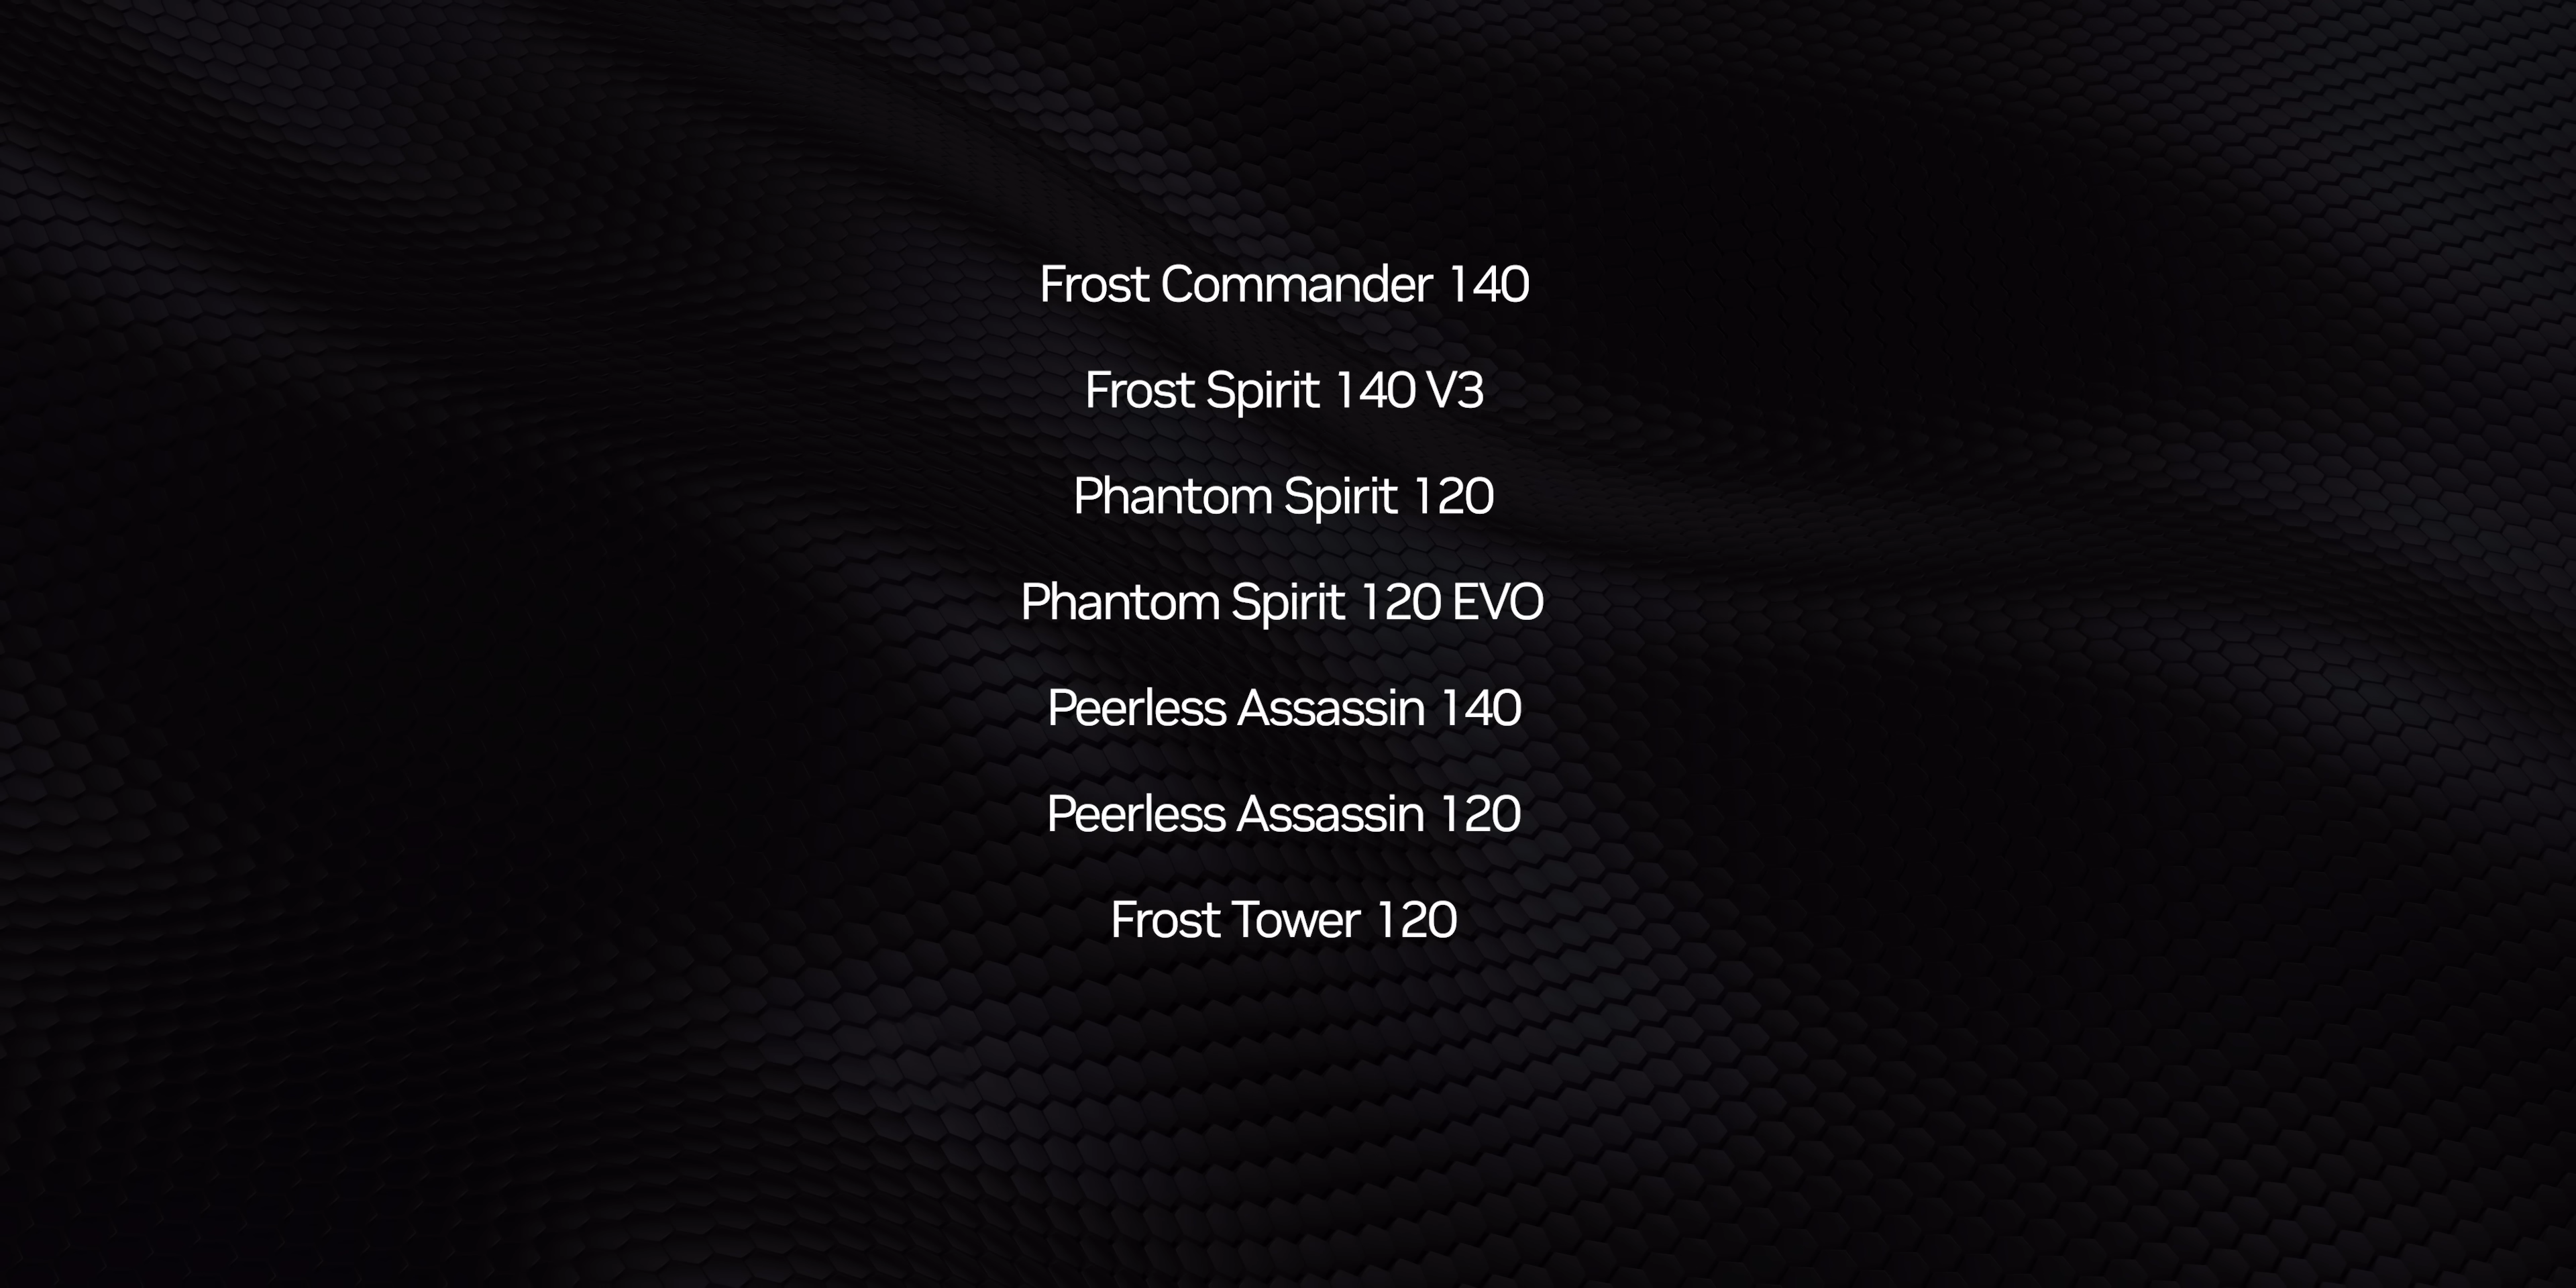 Frost Commander 140
Frost Spirit 140 V3
Phantom Spirit 120
Phantom Spirit 120 EVO
Peerless Assassin 140
Peerless Assassin 120
Frost Tower 120